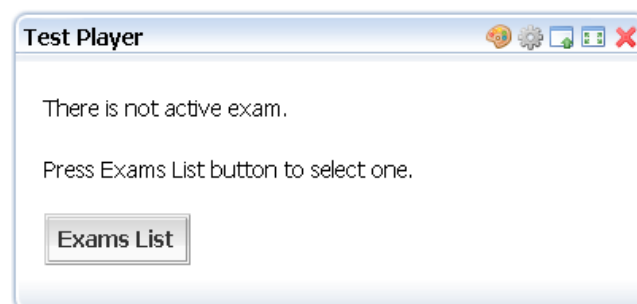 Test Player
There is not active exam.
Press Exams List button to select one.
Exams List